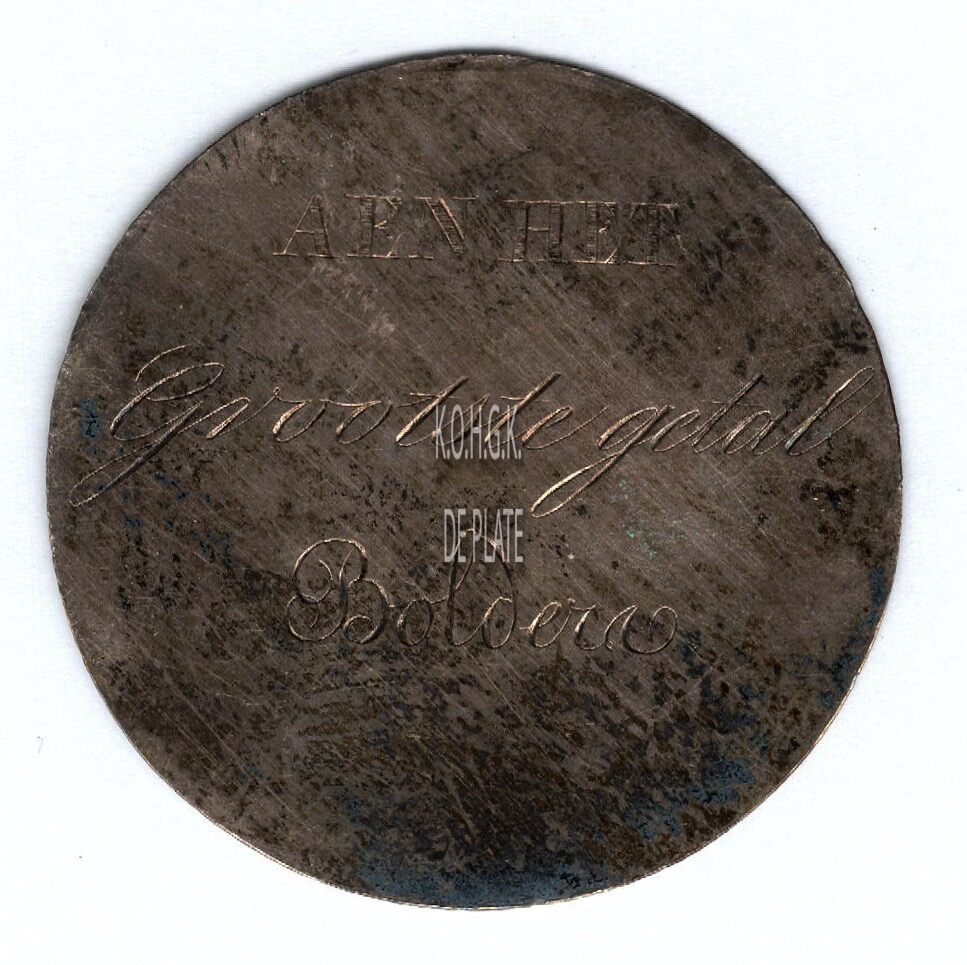 AEN HET
Grootste getal
K.O.H.G.K.
DE PLATE
Bolders